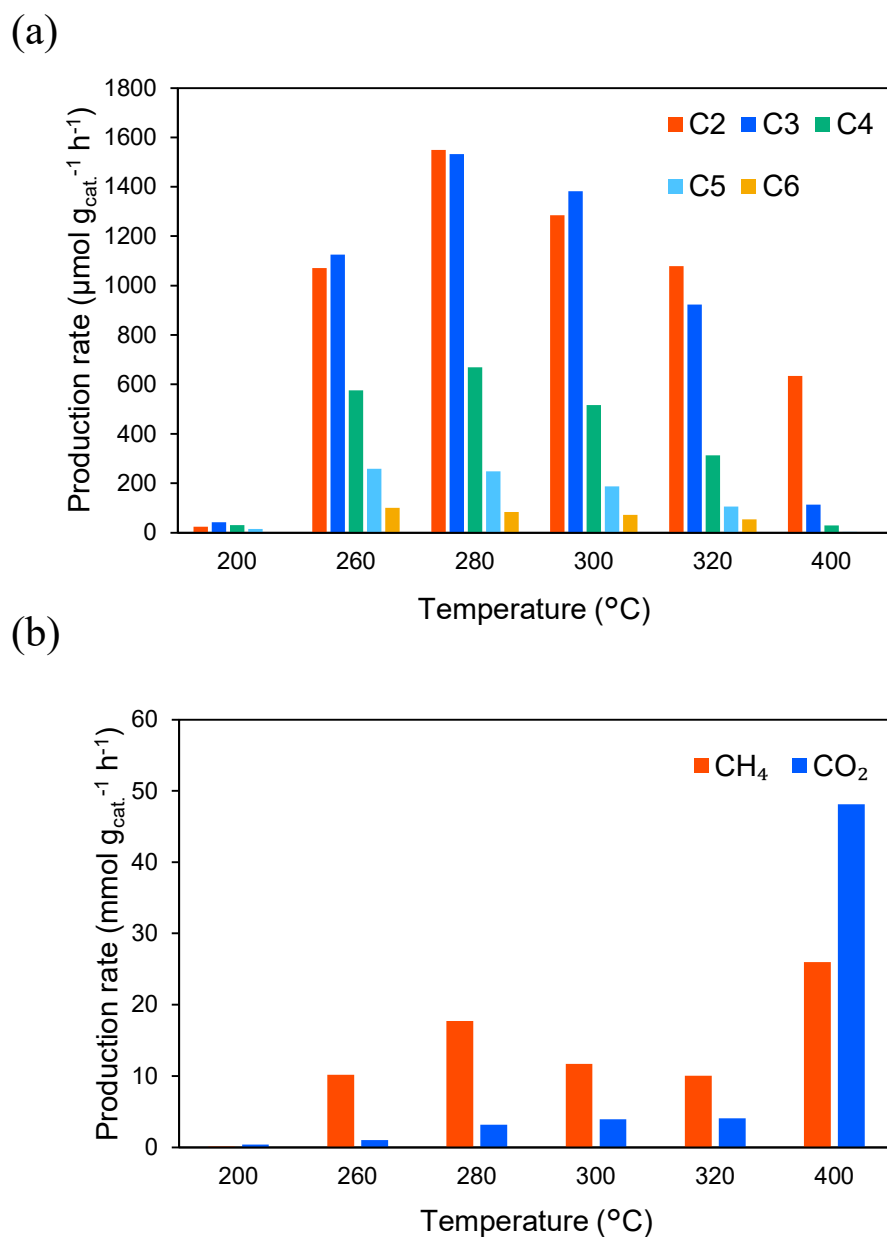 (a)
Production rate (μmol g_cat.⁻¹ h⁻¹)
1800
1600
1400
1200
1000
800
600
400
200
0
C2 C3 C4
C5 C6
200 260 280 300 320 400
Temperature (°C)
(b)
Production rate (mmol g_cat.⁻¹ h⁻¹)
60
50
40
30
20
10
0
CH₄ CO₂
200 260 280 300 320 400
Temperature (°C)